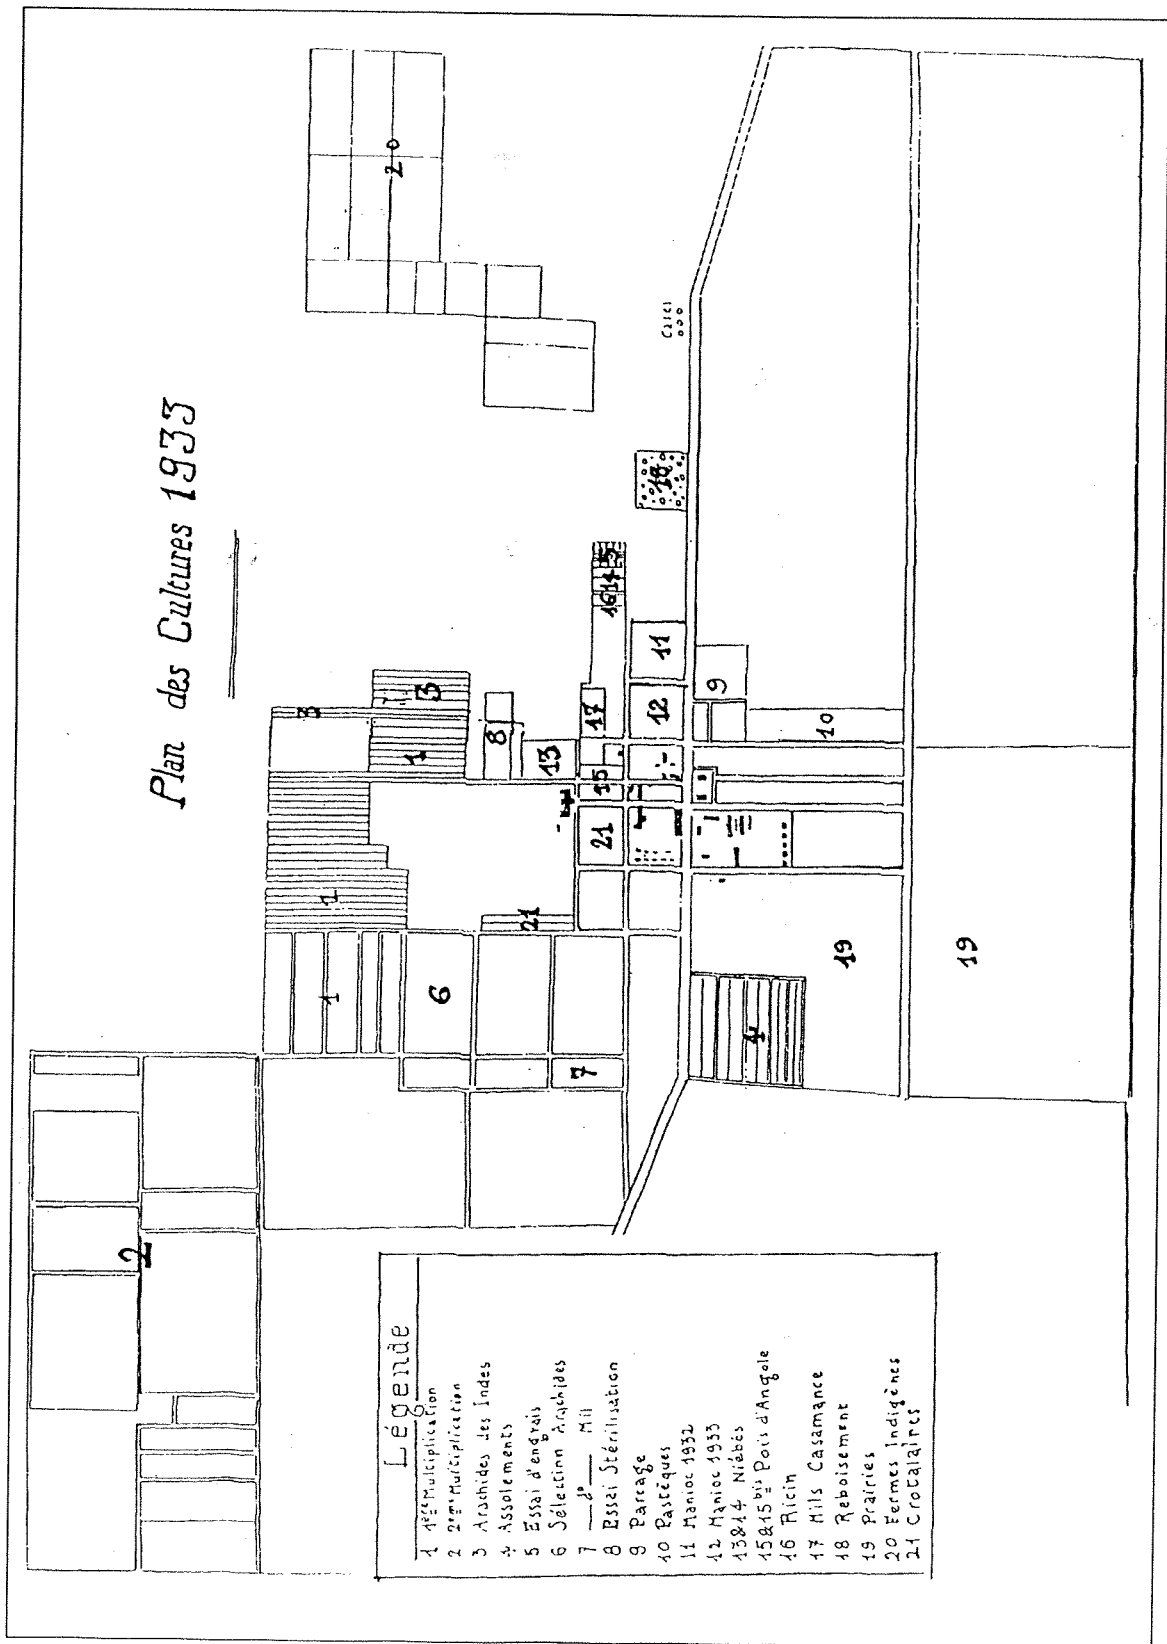 Plan des Cultures 1933
20
Cases
18
3
3
1
8
13
17
16 14 5
11
12
15
21
9
10
1
21
1
6
7
4
19
19
2
Légende
1 1ère Multiplication
2 2ème Multiplication
3 Arachides des Indes
4 Assolements
5 Essai d'engrais
6 Sélection Arachides
7 — do — Mil
8 Essai Stérilisation
9 Parcage
10 Pastèques
11 Manioc 1932
12 Manioc 1933
13&14 Niébés
15&15 bis Pois d'Angole
16 Ricin
17 Mils Casamance
18 Reboisement
19 Prairies
20 Fermes Indigènes
21 Crotalaires